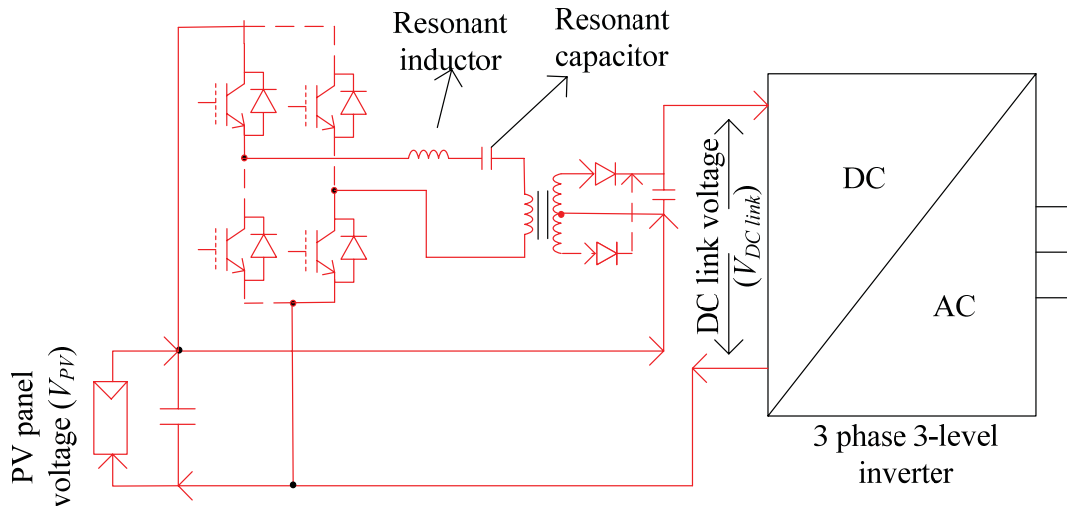 Resonant
inductor
Resonant
capacitor
DC link voltage
(V_DC link)
DC
AC
PV panel
voltage (V_PV)
3 phase 3-level
inverter